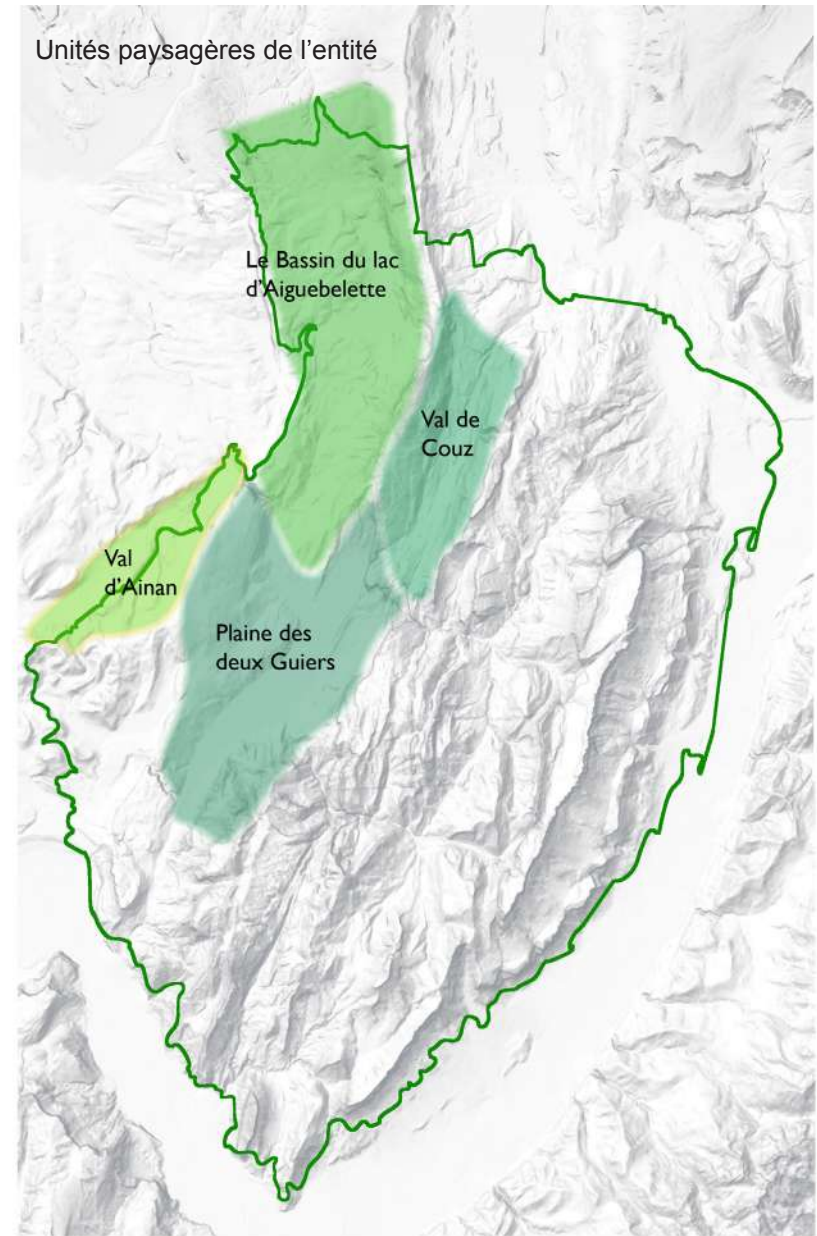 Unités paysagères de l’entité
Le Bassin du lac
d'Aiguebelette
Val de
Couz
Val
d'Ainan
Plaine des
deux Guiers